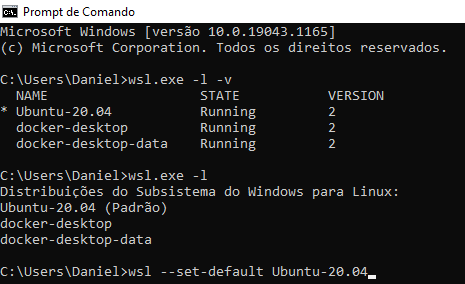 Prompt de Comando
Microsoft Windows [versão 10.0.19043.1165]
(c) Microsoft Corporation. Todos os direitos reservados.
C:\Users\Daniel>wsl.exe -l -v
NAME STATE VERSION
* Ubuntu-20.04 Running 2
docker-desktop Running 2
docker-desktop-data Running 2
C:\Users\Daniel>wsl.exe -l
Distribuições do Subsistema do Windows para Linux:
Ubuntu-20.04 (Padrão)
docker-desktop
docker-desktop-data
C:\Users\Daniel>wsl --set-default Ubuntu-20.04